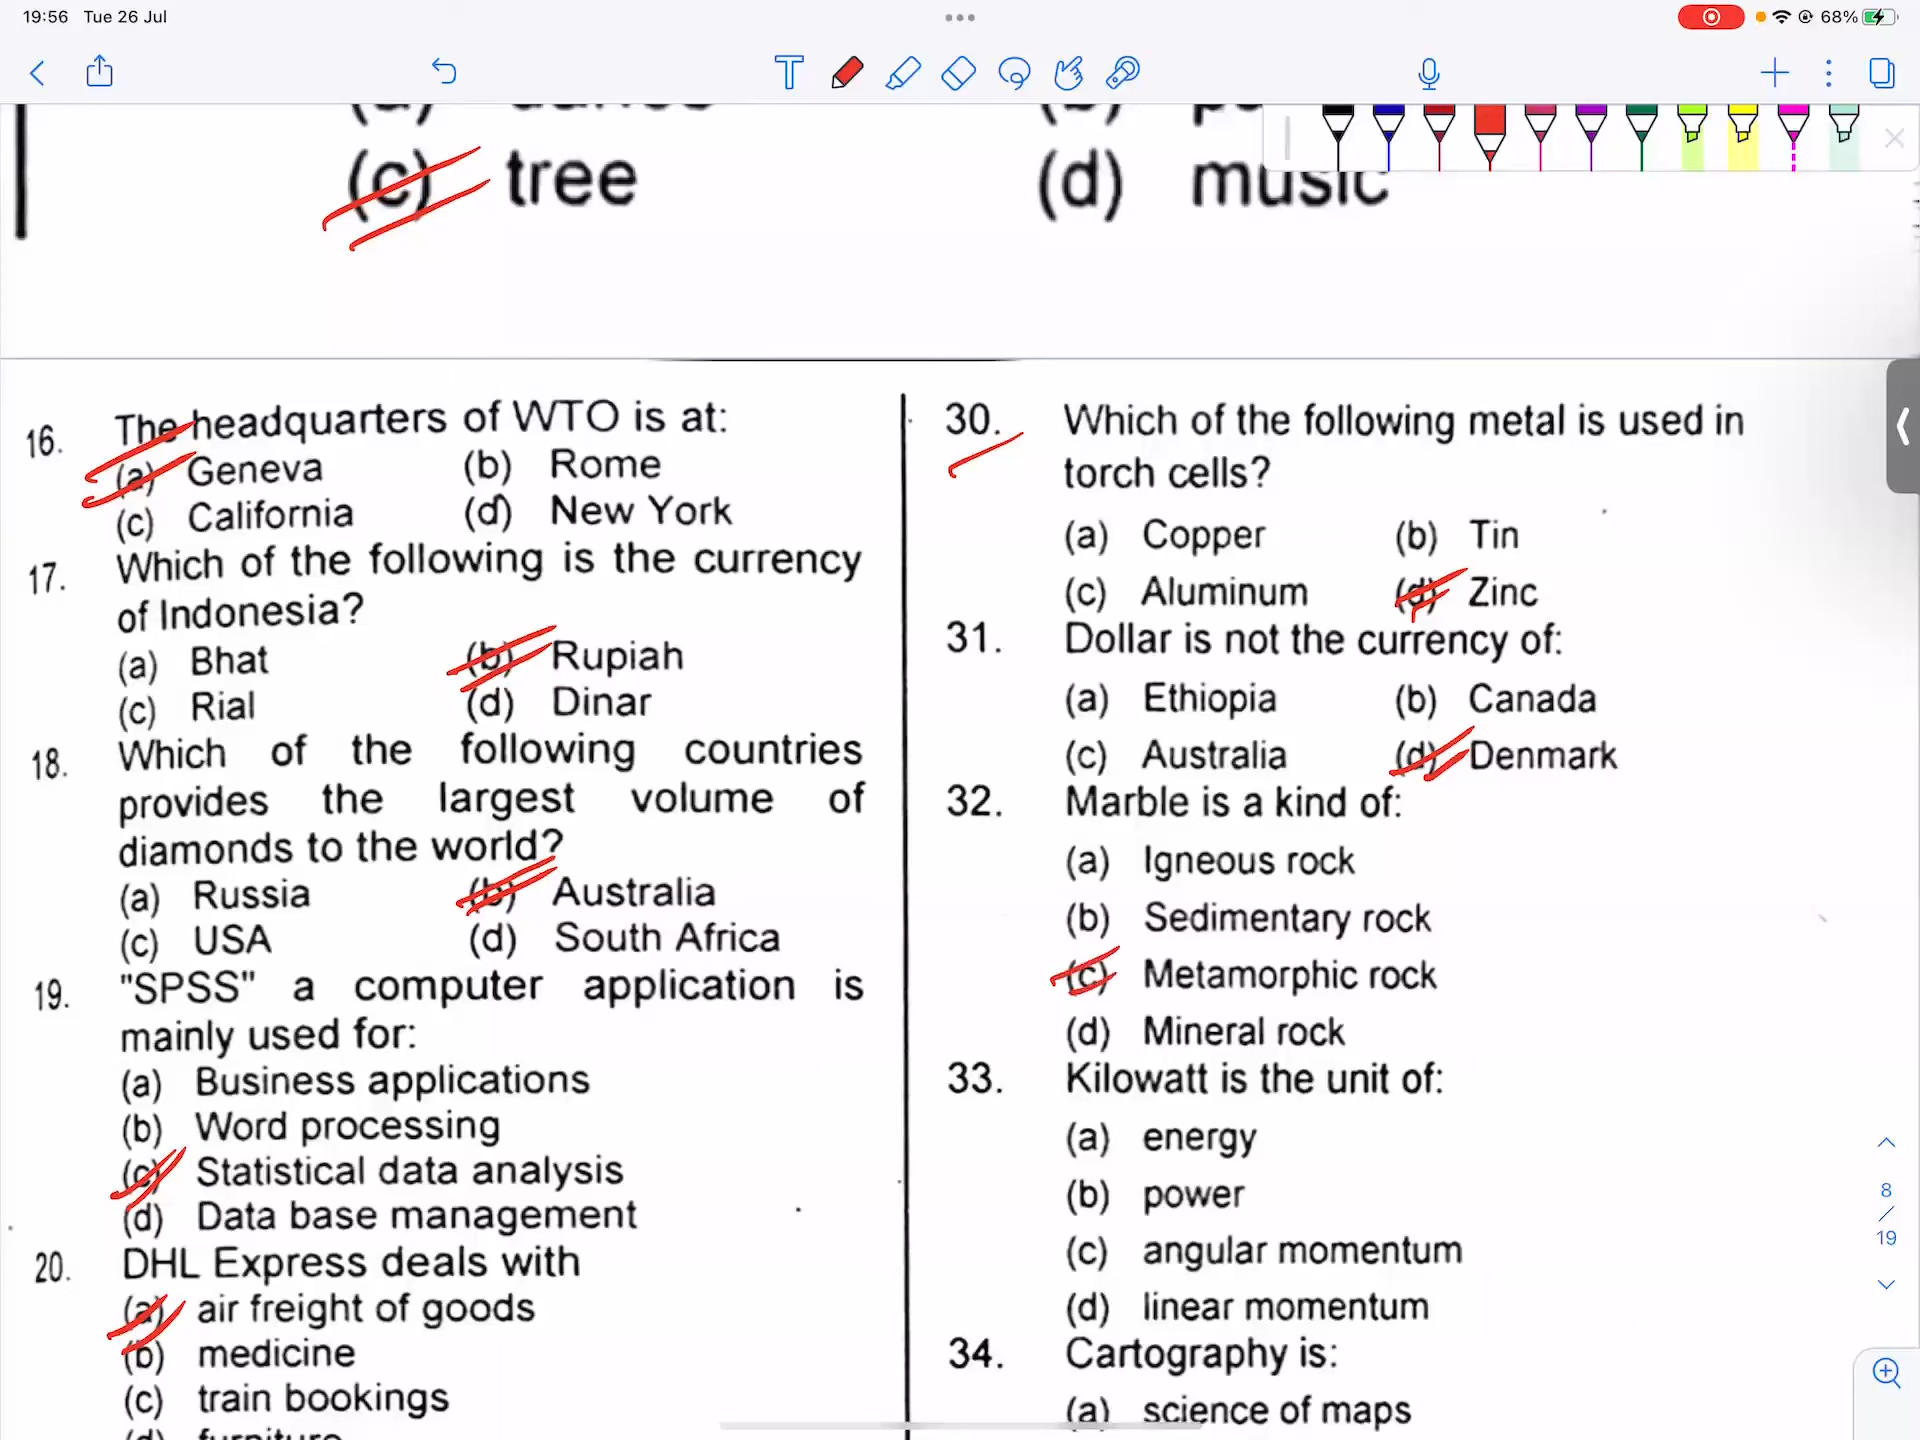 19:56 Tue 26 Jul
68%
(c) tree
(d) music
16. The headquarters of WTO is at:
(a) Geneva (b) Rome
(c) California (d) New York
17. Which of the following is the currency
of Indonesia?
(a) Bhat (b) Rupiah
(c) Rial (d) Dinar
18. Which of the following countries
provides the largest volume of
diamonds to the world?
(a) Russia (b) Australia
(c) USA (d) South Africa
19. "SPSS" a computer application is
mainly used for:
(a) Business applications
(b) Word processing
(c) Statistical data analysis
(d) Data base management
20. DHL Express deals with
(a) air freight of goods
(b) medicine
(c) train bookings
30. Which of the following metal is used in
torch cells?
(a) Copper (b) Tin
(c) Aluminum (d) Zinc
31. Dollar is not the currency of:
(a) Ethiopia (b) Canada
(c) Australia (d) Denmark
32. Marble is a kind of:
(a) Igneous rock
(b) Sedimentary rock
(c) Metamorphic rock
(d) Mineral rock
33. Kilowatt is the unit of:
(a) energy
(b) power
(c) angular momentum
(d) linear momentum
34. Cartography is:
(a) science of maps
8
/
19